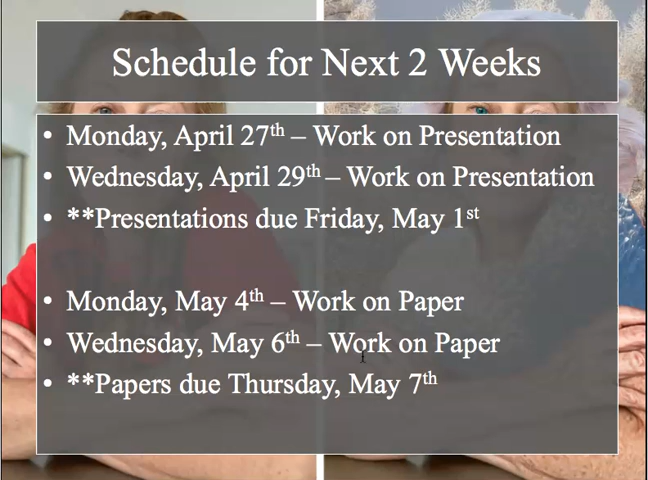 Schedule for Next 2 Weeks
• Monday, April 27th – Work on Presentation
• Wednesday, April 29th – Work on Presentation
• **Presentations due Friday, May 1st
• Monday, May 4th – Work on Paper
• Wednesday, May 6th – Work on Paper
• **Papers due Thursday, May 7th